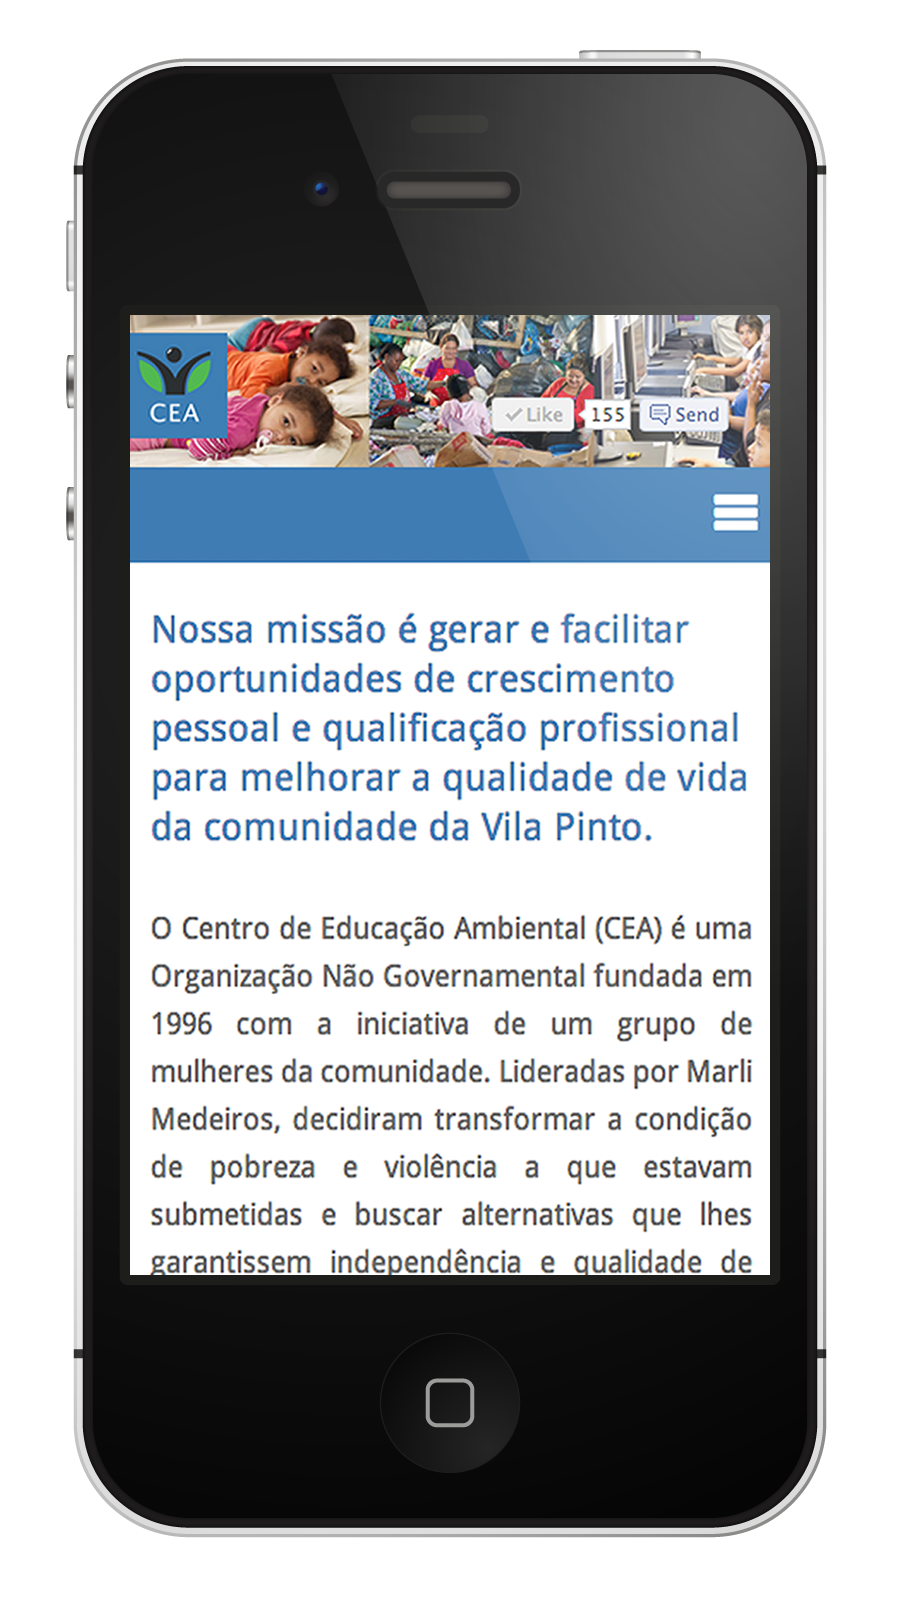 CEA
Like 155 Send
Nossa missão é gerar e facilitar
oportunidades de crescimento
pessoal e qualificação profissional
para melhorar a qualidade de vida
da comunidade da Vila Pinto.
O Centro de Educação Ambiental (CEA) é uma
Organização Não Governamental fundada em
1996 com a iniciativa de um grupo de
mulheres da comunidade. Lideradas por Marli
Medeiros, decidiram transformar a condição
de pobreza e violência a que estavam
submetidas e buscar alternativas que lhes
garantissem independência e qualidade de